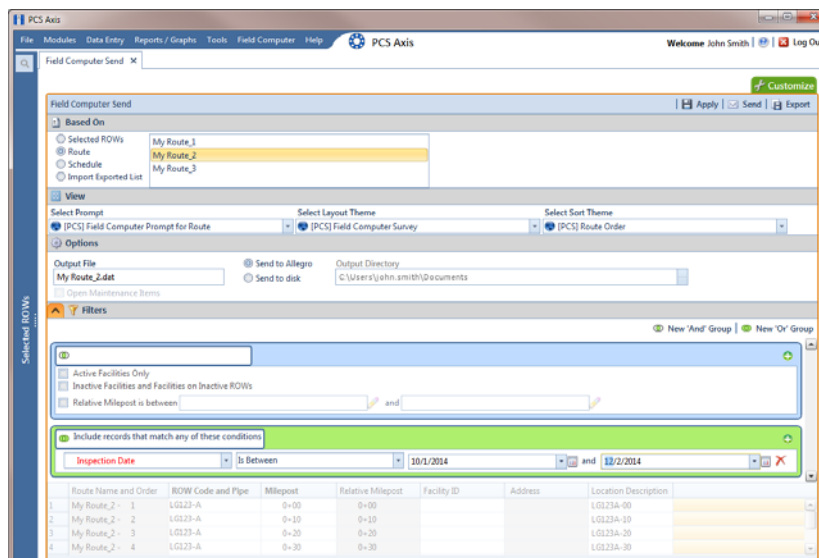 PCS Axis
File Modules Data Entry Reports / Graphs Tools Field Computer Help PCS Axis Welcome John Smith | Log Ou
Field Computer Send X
Customize
Field Computer Send Apply | Send | Export
Based On
Selected ROWs
Route
Schedule
Import Exported List
My Route_1
My Route_2
My Route_3
View
Select Prompt Select Layout Theme Select Sort Theme
[PCS] Field Computer Prompt for Route [PCS] Field Computer Survey [PCS] Route Order
Options
Output File Send to Allegro Output Directory
My Route_2.dat Send to disk C:\Users\john.smith\Documents
Open Maintenance Items
Filters
Selected ROWs
New 'And' Group | New 'Or' Group
Active Facilities Only
Inactive Facilities and Facilities on Inactive ROWs
Relative Milepost is between and
Include records that match any of these conditions
Inspection Date Is Between 10/1/2014 and 12/2/2014
Route Name and Order ROW Code and Pipe Milepost Relative Milepost Facility ID Address Location Description
1 My Route_2 - 1 LG123-A 0+00 0+00 LG123A-00
2 My Route_2 - 2 LG123-A 0+10 0+10 LG123A-10
3 My Route_2 - 3 LG123-A 0+20 0+20 LG123A-20
4 My Route_2 - 4 LG123-A 0+30 0+30 LG123A-30